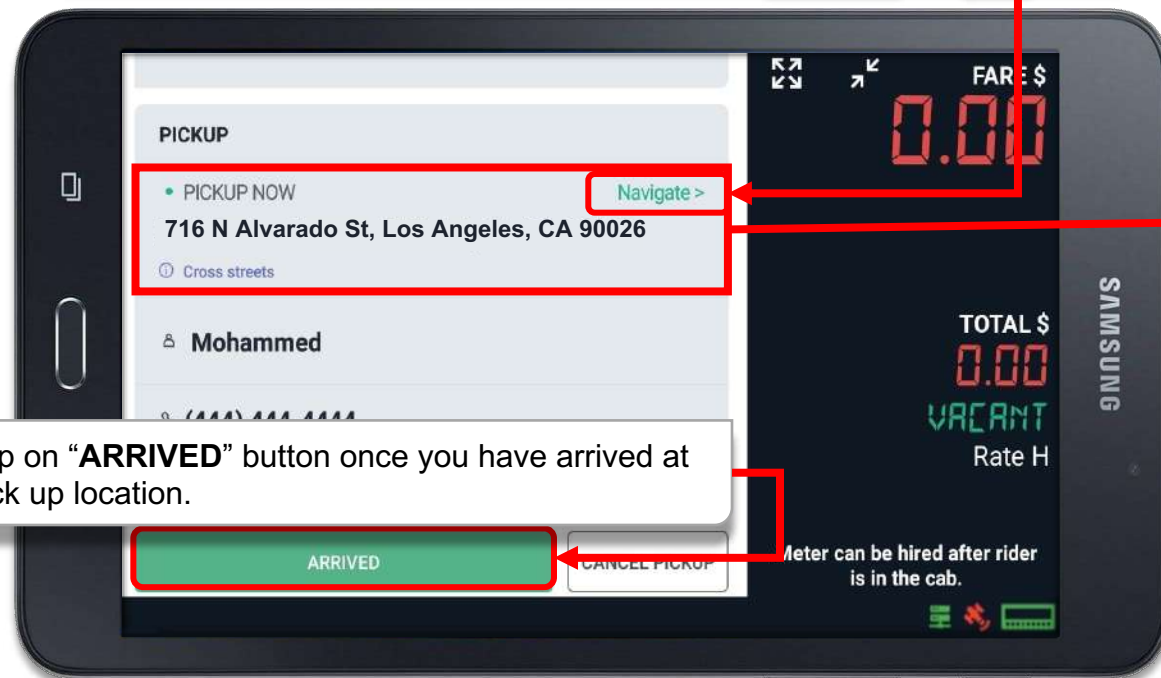 FARE $
0.00
PICKUP
PICKUP NOW
Navigate >
716 N Alvarado St, Los Angeles, CA 90026
Cross streets
Mohammed
TOTAL $
0.00
VACANT
Rate H
on “ARRIVED” button once you have arrived at
up location.
ARRIVED
CANCEL PICKUP
Meter can be hired after rider
is in the cab.
SAMSUNG